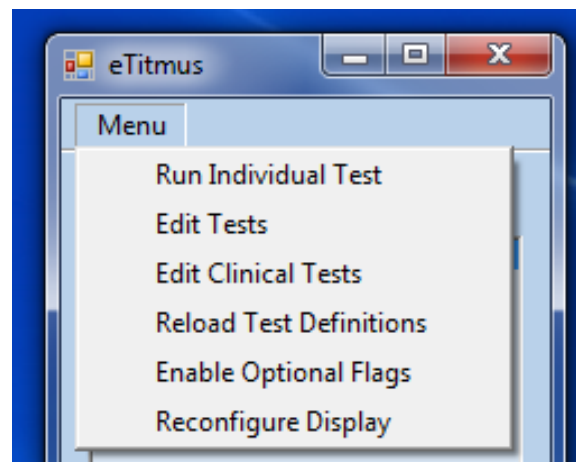 eTitmus
Menu
Run Individual Test
Edit Tests
Edit Clinical Tests
Reload Test Definitions
Enable Optional Flags
Reconfigure Display